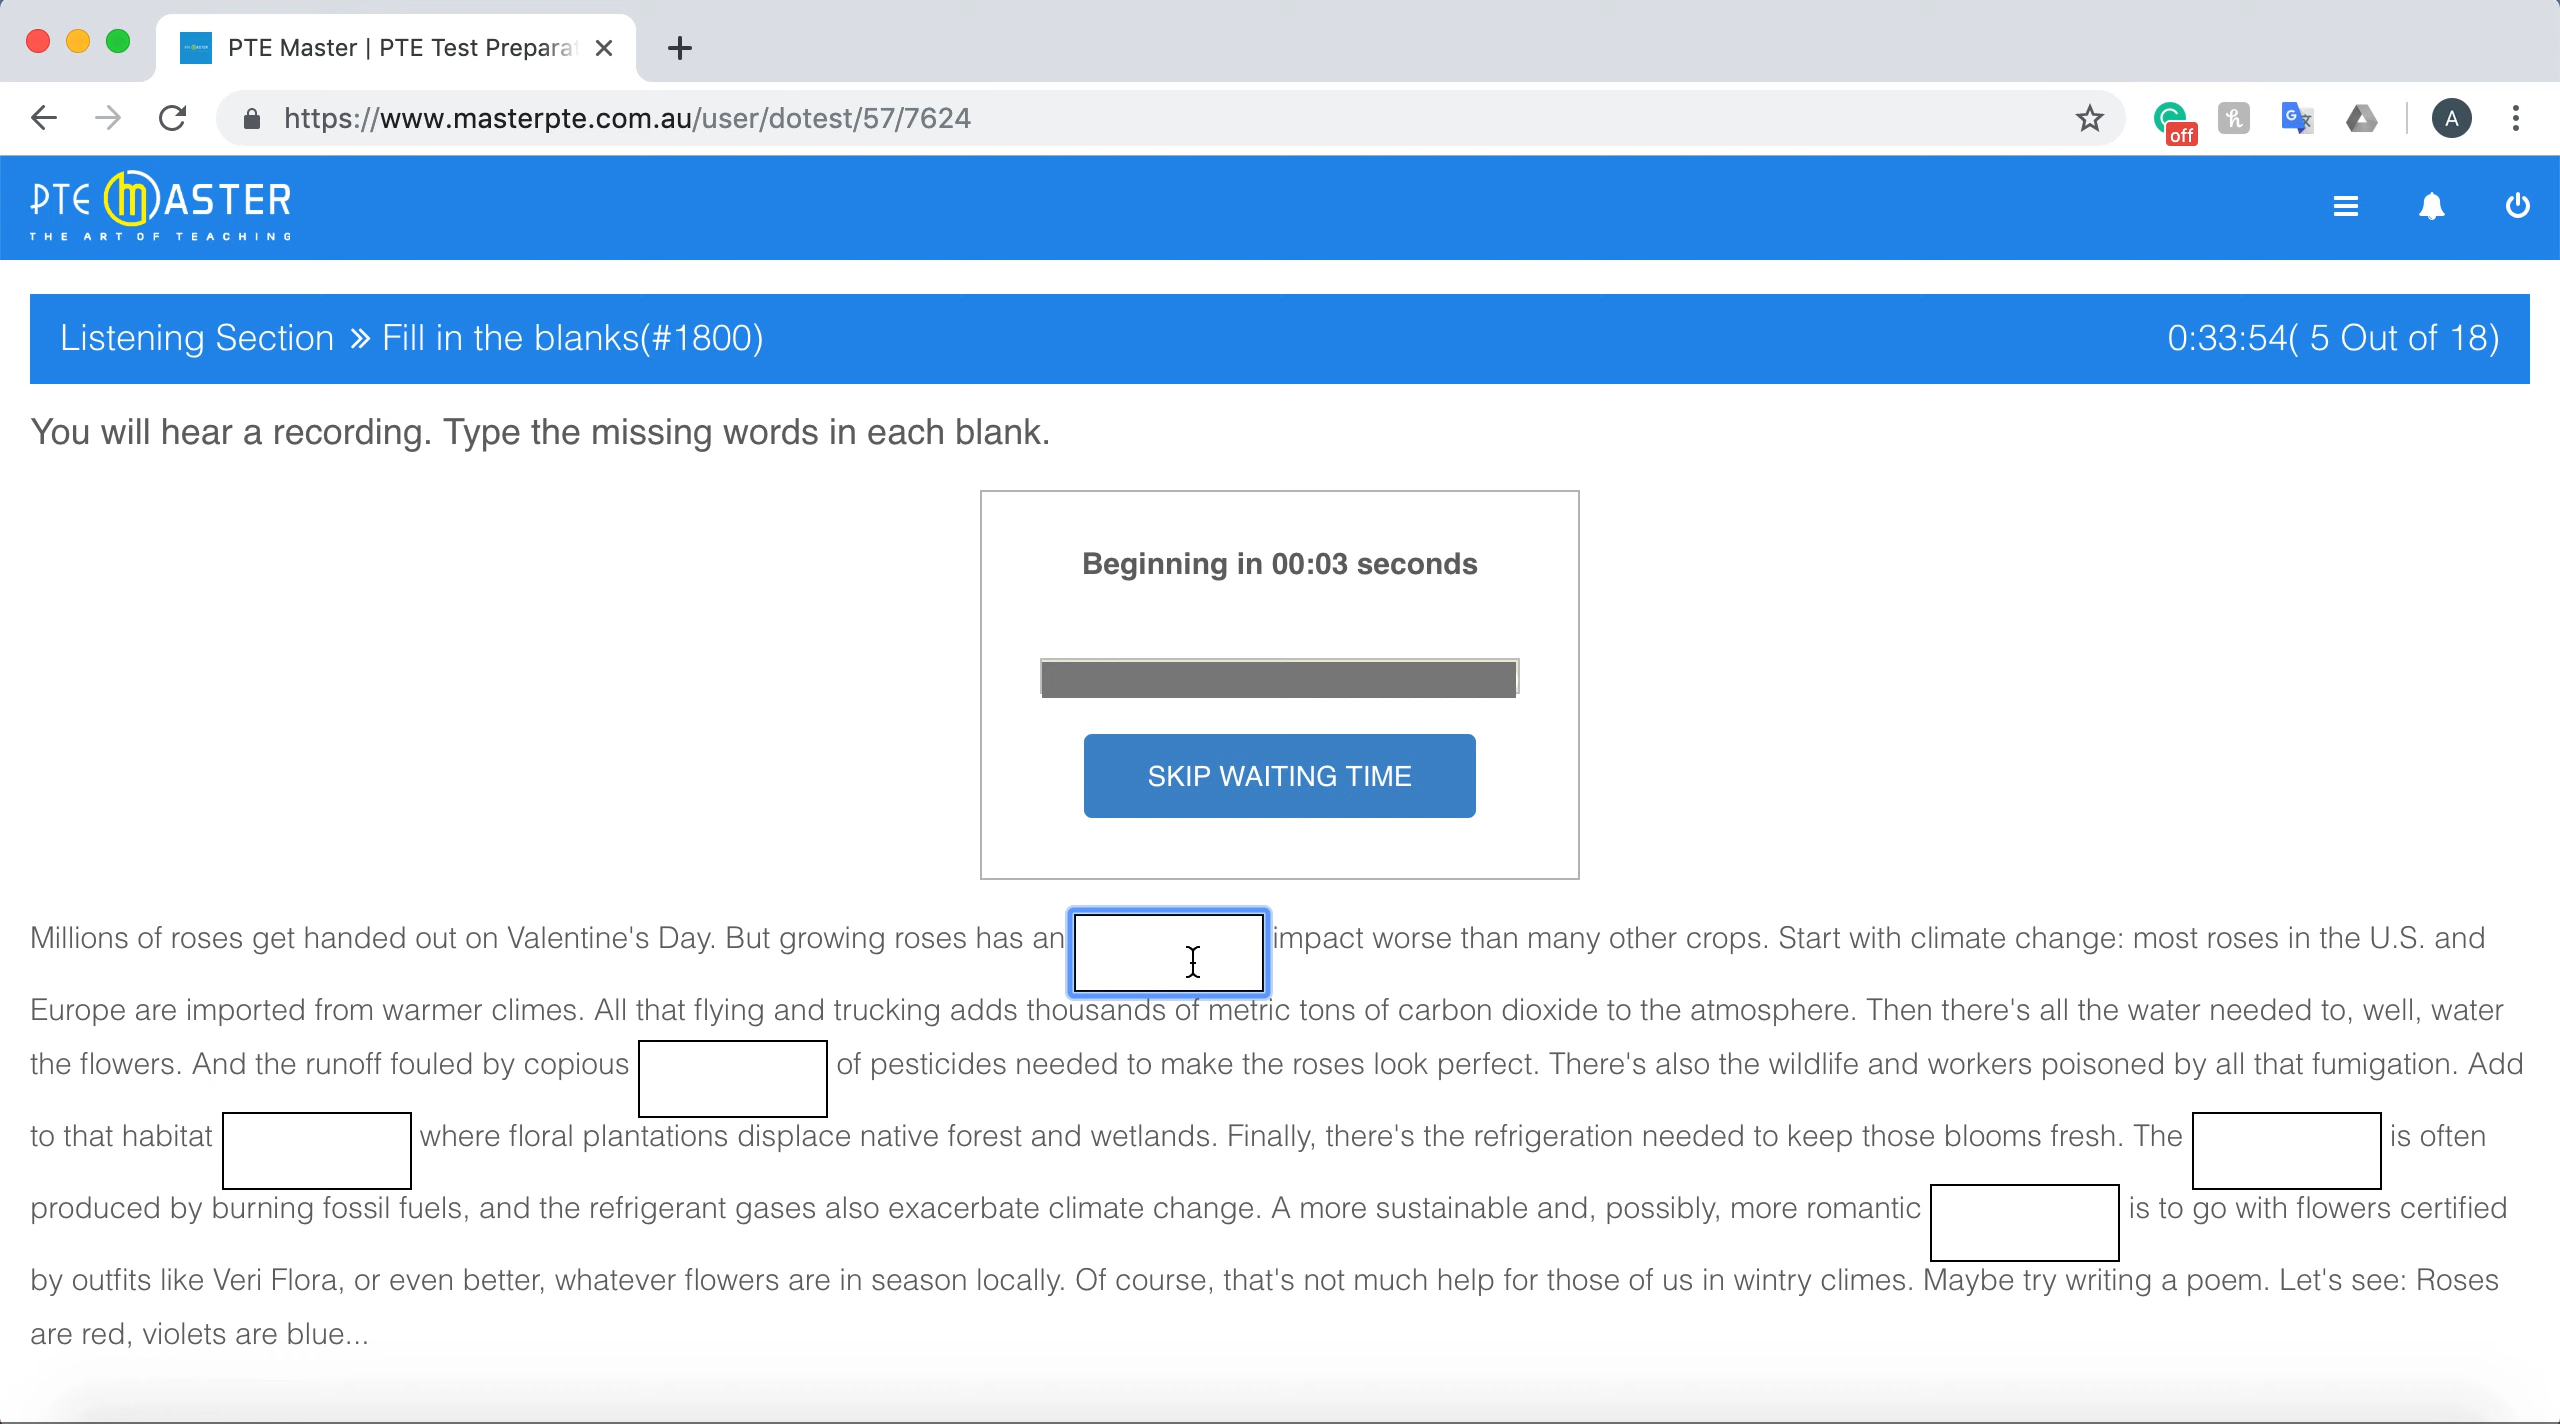 PTE Master | PTE Test Prepara
https://www.masterpte.com.au/user/dotest/57/7624
off
A
PTE MASTER
THE ART OF TEACHING
Listening Section » Fill in the blanks(#1800)
0:33:54( 5 Out of 18)
You will hear a recording. Type the missing words in each blank.
Beginning in 00:03 seconds
SKIP WAITING TIME
Millions of roses get handed out on Valentine's Day. But growing roses has an impact worse than many other crops. Start with climate change: most roses in the U.S. and
Europe are imported from warmer climes. All that flying and trucking adds thousands of metric tons of carbon dioxide to the atmosphere. Then there's all the water needed to, well, water
the flowers. And the runoff fouled by copious of pesticides needed to make the roses look perfect. There's also the wildlife and workers poisoned by all that fumigation. Add
to that habitat where floral plantations displace native forest and wetlands. Finally, there's the refrigeration needed to keep those blooms fresh. The is often
produced by burning fossil fuels, and the refrigerant gases also exacerbate climate change. A more sustainable and, possibly, more romantic is to go with flowers certified
by outfits like Veri Flora, or even better, whatever flowers are in season locally. Of course, that's not much help for those of us in wintry climes. Maybe try writing a poem. Let's see: Roses
are red, violets are blue...